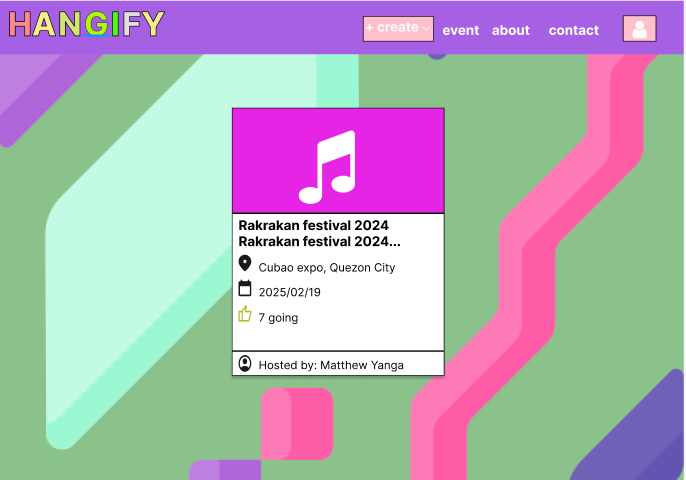 HANGIFY
+ create
event
about
contact
Rakrakan festival 2024
Rakrakan festival 2024...
Cubao expo, Quezon City
2025/02/19
7 going
Hosted by: Matthew Yanga